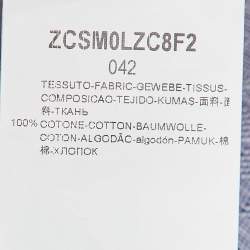 ZCSM0LZC8F2
042
TESSUTO-FABRIC-GEWEBE-TISSUS-
COMPOSICAO-TEJIDO-KUMAS-面料-面
料-ТКАНЬ
100% COTONE-COTTON-BAUMWOLLE-
COTON-ALGODÃO-algodón-PAMUK-棉
棉-ХЛОПОК